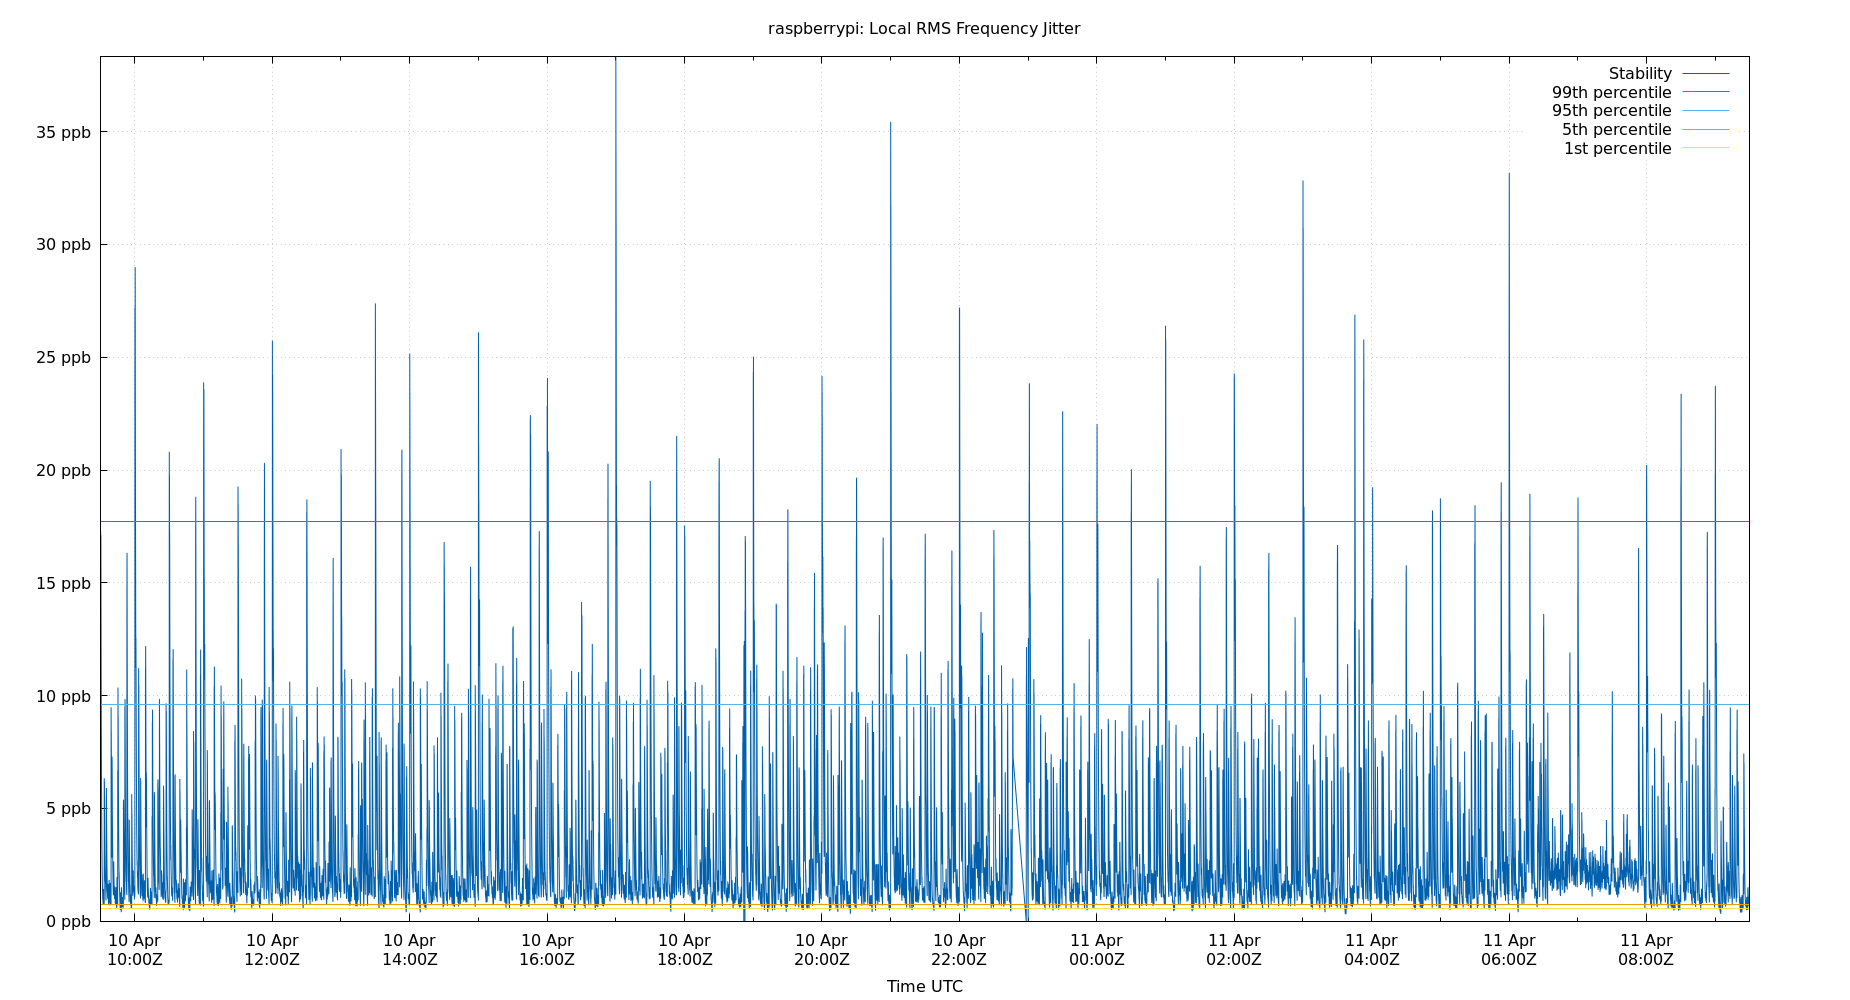 raspberrypi: Local RMS Frequency Jitter
Stability
99th percentile
95th percentile
5th percentile
1st percentile
35 ppb
30 ppb
25 ppb
20 ppb
15 ppb
10 ppb
5 ppb
0 ppb
10 Apr 10 Apr 10 Apr 10 Apr 10 Apr 10 Apr 10 Apr 11 Apr 11 Apr 11 Apr 11 Apr 11 Apr
10:00Z 12:00Z 14:00Z 16:00Z 18:00Z 20:00Z 22:00Z 00:00Z 02:00Z 04:00Z 06:00Z 08:00Z
Time UTC